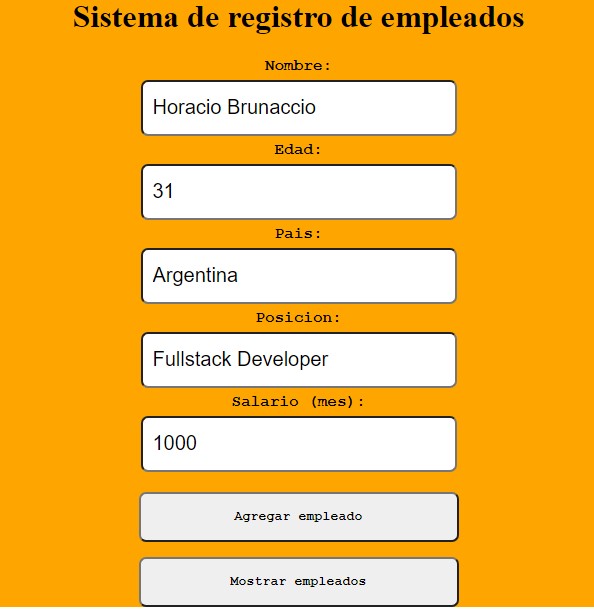 Sistema de registro de empleados
Nombre:
Horacio Brunaccio
Edad:
31
Pais:
Argentina
Posicion:
Fullstack Developer
Salario (mes):
1000
Agregar empleado
Mostrar empleados